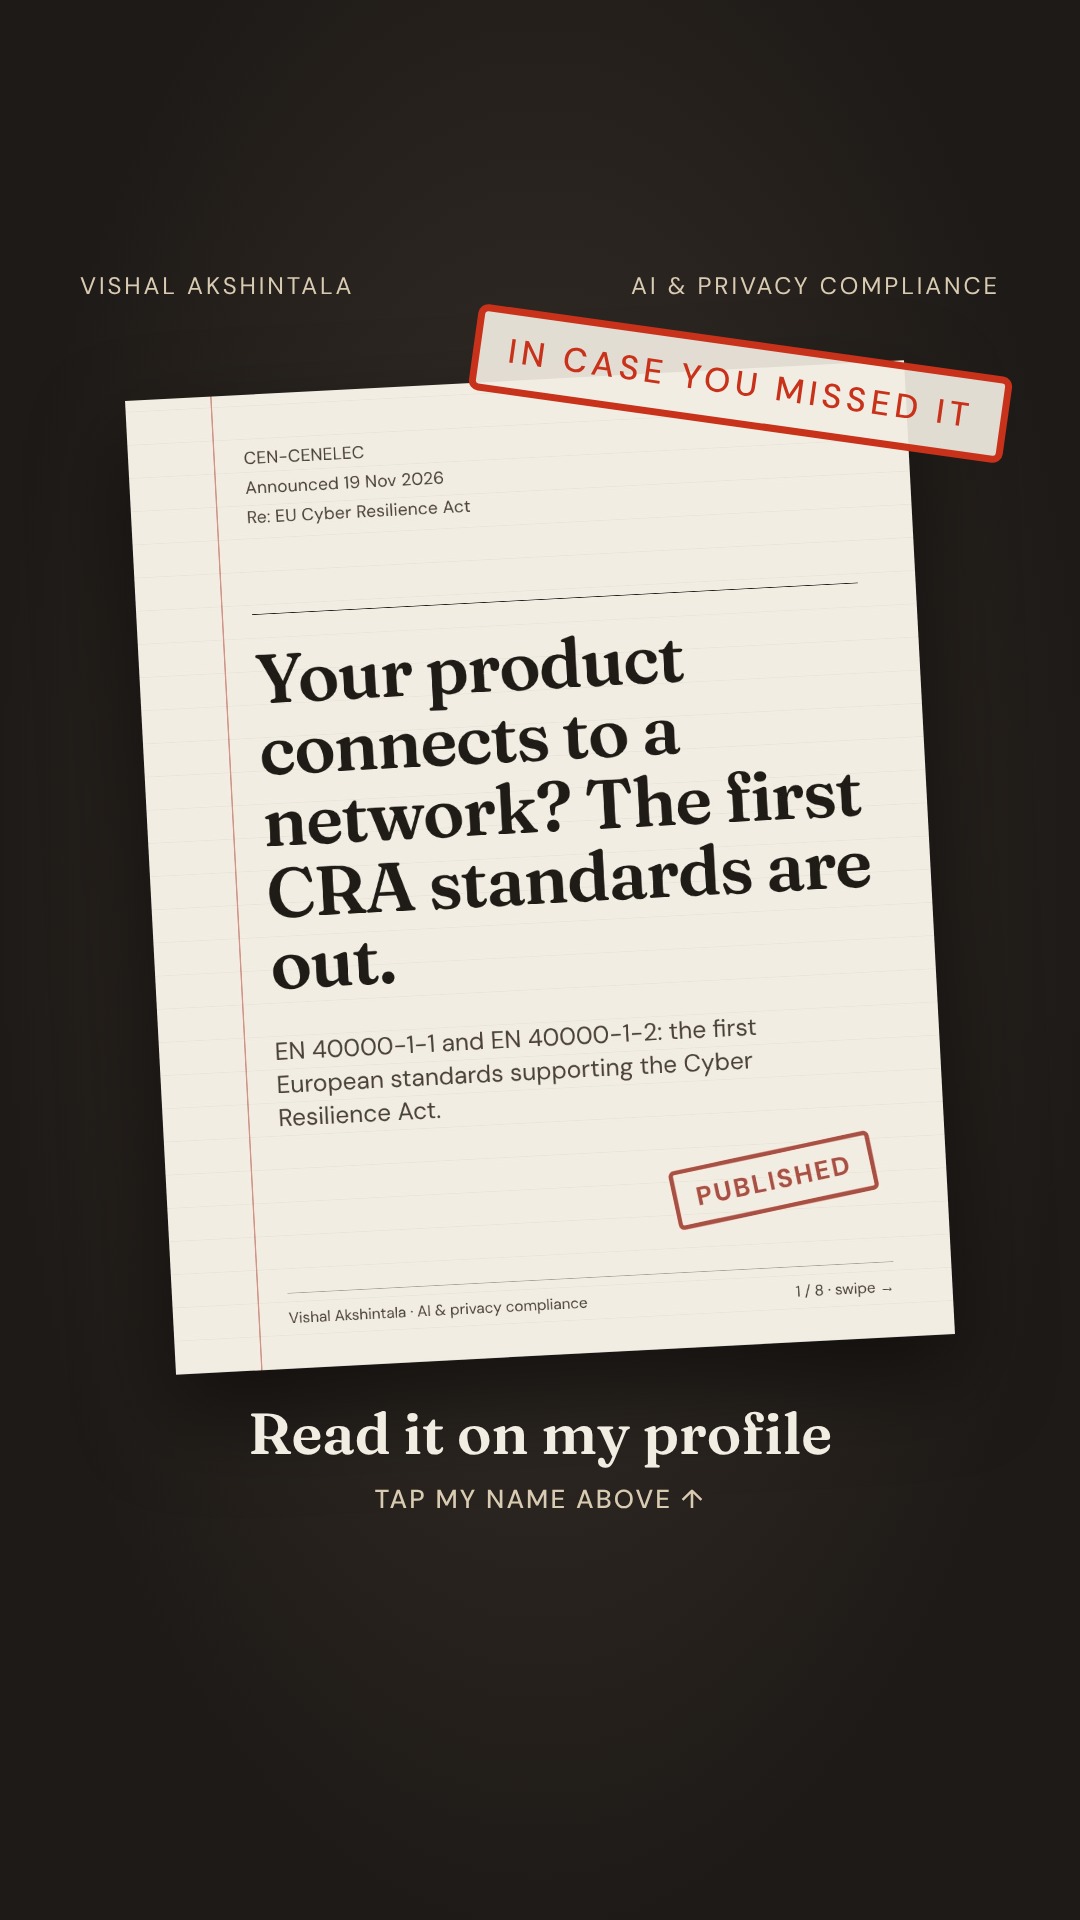 VISHAL AKSHINTALA
AI & PRIVACY COMPLIANCE
IN CASE YOU MISSED IT
CEN-CENELEC
Announced 19 Nov 2026
Re: EU Cyber Resilience Act
Your product
connects to a
network? The first
CRA standards are
out.
EN 40000-1-1 and EN 40000-1-2: the first
European standards supporting the Cyber
Resilience Act.
PUBLISHED
Vishal Akshintala · AI & privacy compliance
1 / 8 · swipe →
Read it on my profile
TAP MY NAME ABOVE ↑